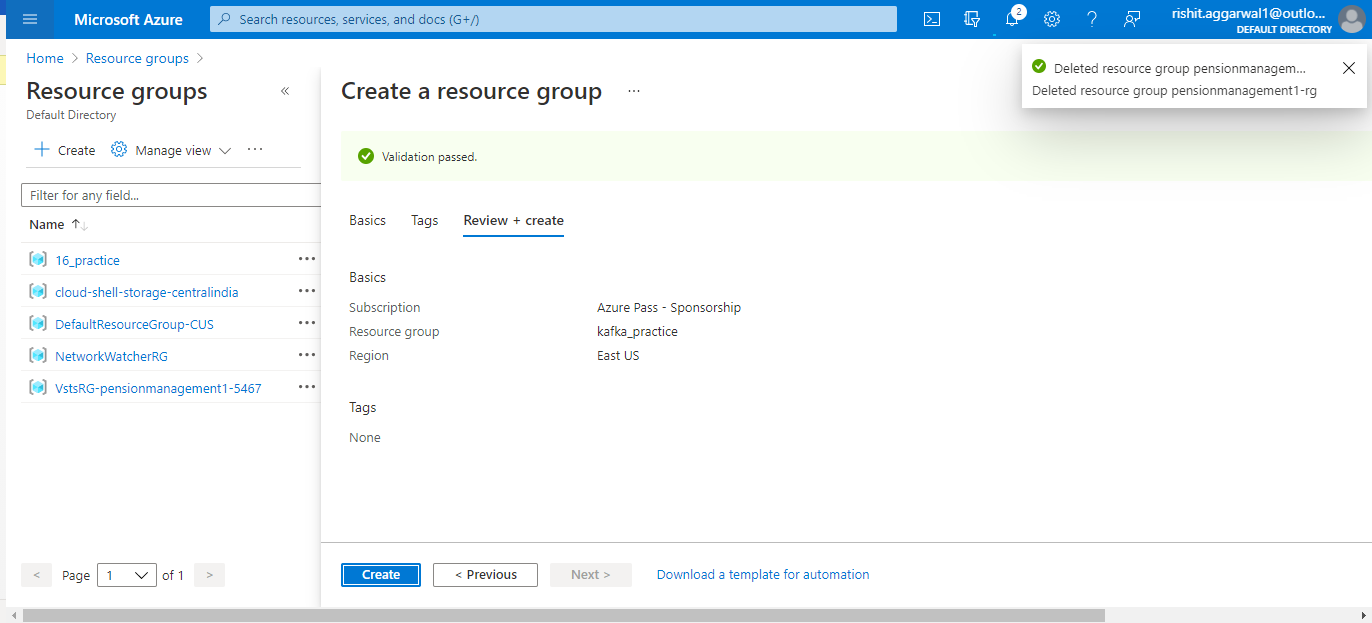 Microsoft Azure
Search resources, services, and docs (G+/)
2
rishit.aggarwal1@outlo...
DEFAULT DIRECTORY
Home > Resource groups >
Deleted resource group pensionmanagem...
Deleted resource group pensionmanagement1-rg
Resource groups
Default Directory
Create
Manage view
Filter for any field...
Name
16_practice
cloud-shell-storage-centralindia
DefaultResourceGroup-CUS
NetworkWatcherRG
VstsRG-pensionmanagement1-5467
< Page 1 of 1 >
Create a resource group
Validation passed.
Basics Tags Review + create
Basics
Subscription Azure Pass - Sponsorship
Resource group kafka_practice
Region East US
Tags
None
Create < Previous Next > Download a template for automation